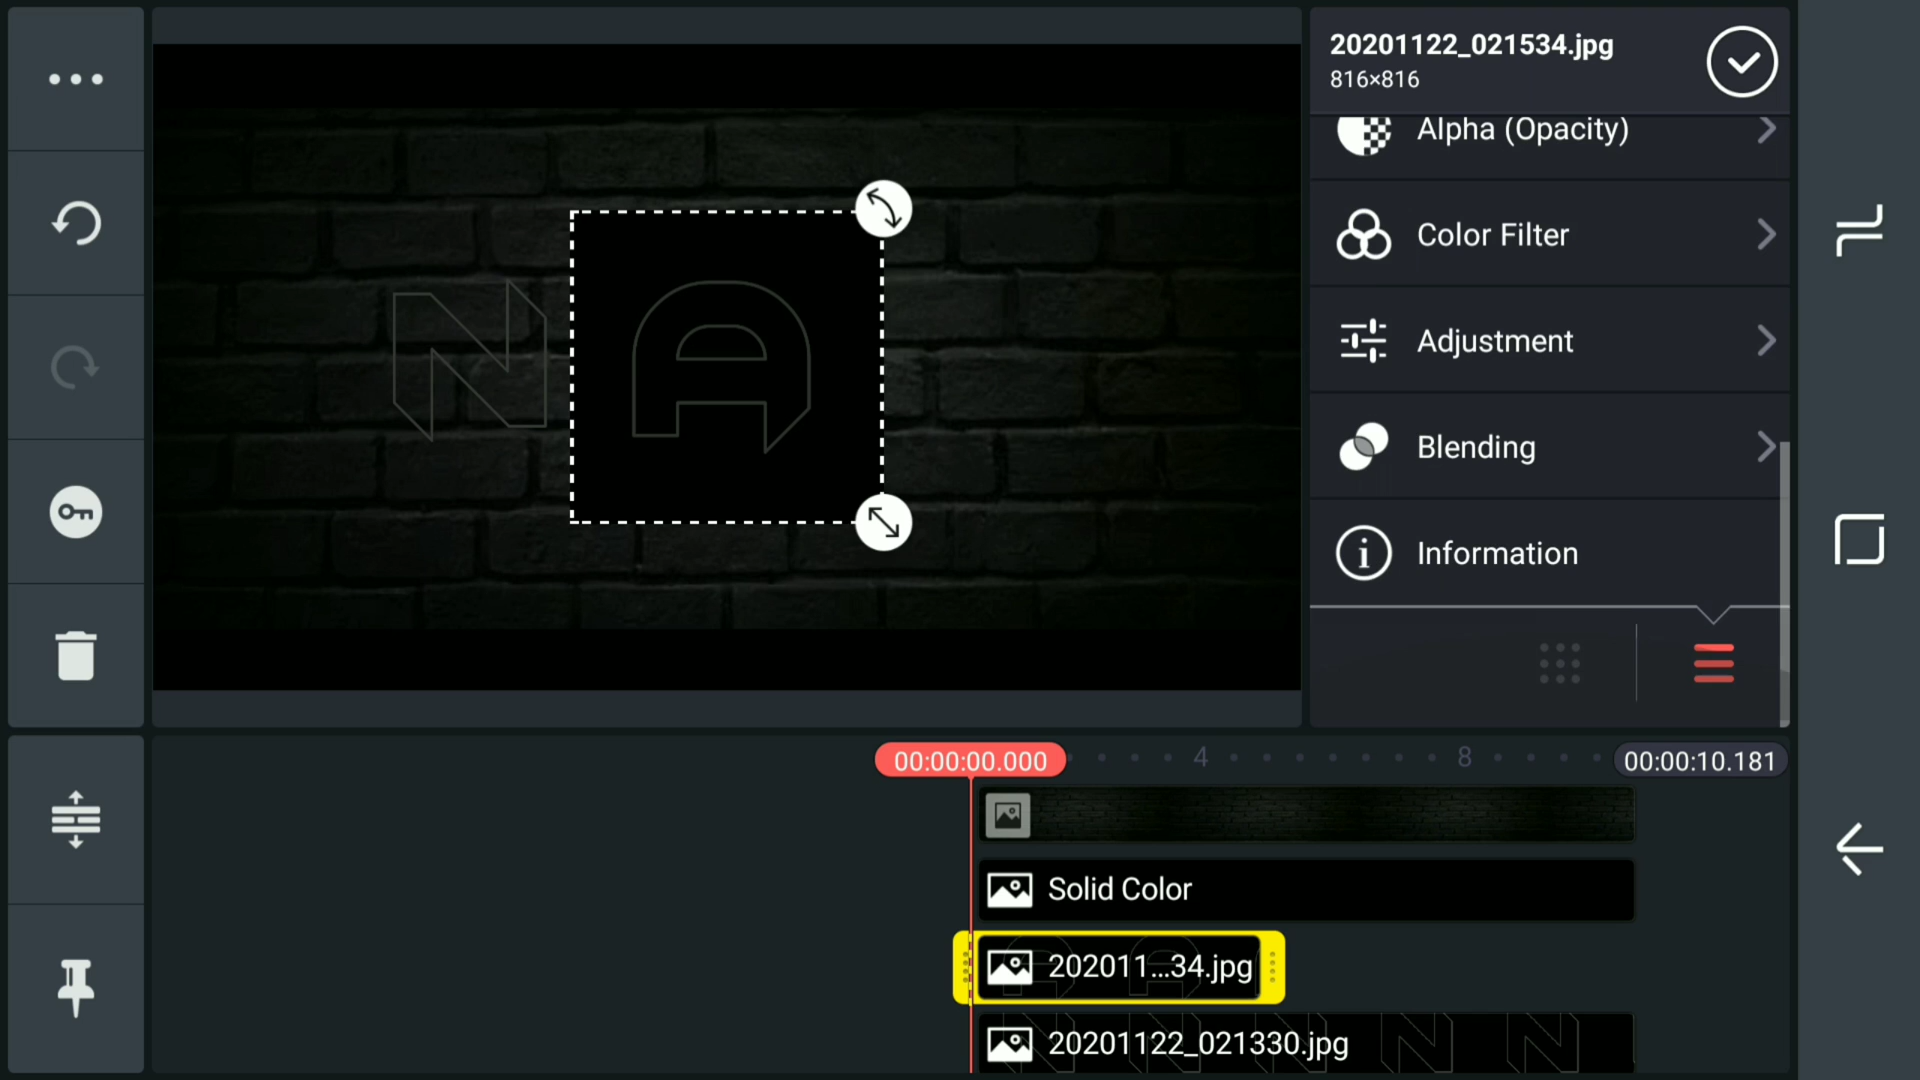 20201122_021534.jpg
816×816
Alpha (Opacity)
Color Filter
Adjustment
Blending
Information
N A
00:00:00.000
4
8
00:00:10.181
Solid Color
202011...34.jpg
20201122_021330.jpg